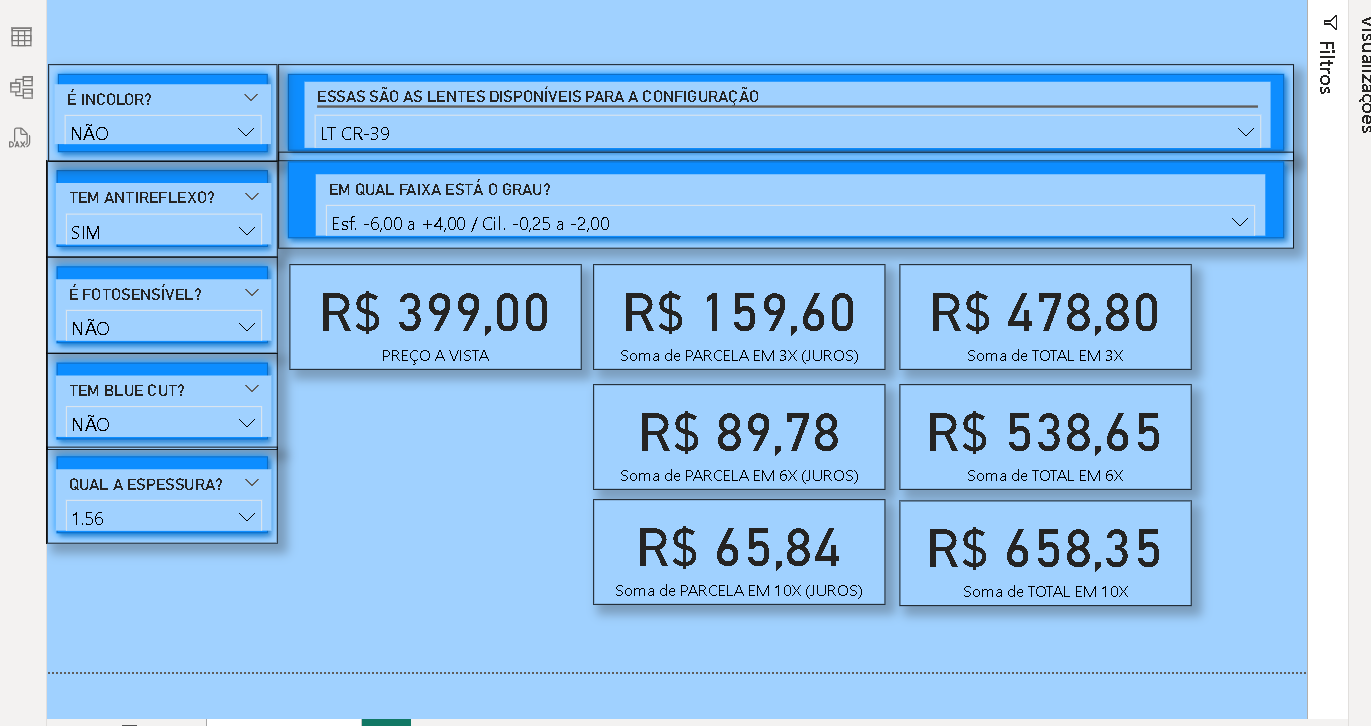 É INCOLOR?
NÃO
TEM ANTIREFLEXO?
SIM
É FOTOSENSÍVEL?
NÃO
TEM BLUE CUT?
NÃO
QUAL A ESPESSURA?
1.56
ESSAS SÃO AS LENTES DISPONÍVEIS PARA A CONFIGURAÇÃO
LT CR-39
EM QUAL FAIXA ESTÁ O GRAU?
Esf. -6,00 a +4,00 / Cil. -0,25 a -2,00
R$ 399,00
PREÇO A VISTA
R$ 159,60
Soma de PARCELA EM 3X (JUROS)
R$ 478,80
Soma de TOTAL EM 3X
R$ 89,78
Soma de PARCELA EM 6X (JUROS)
R$ 538,65
Soma de TOTAL EM 6X
R$ 65,84
Soma de PARCELA EM 10X (JUROS)
R$ 658,35
Soma de TOTAL EM 10X
Filtros
Visualizações
DAX